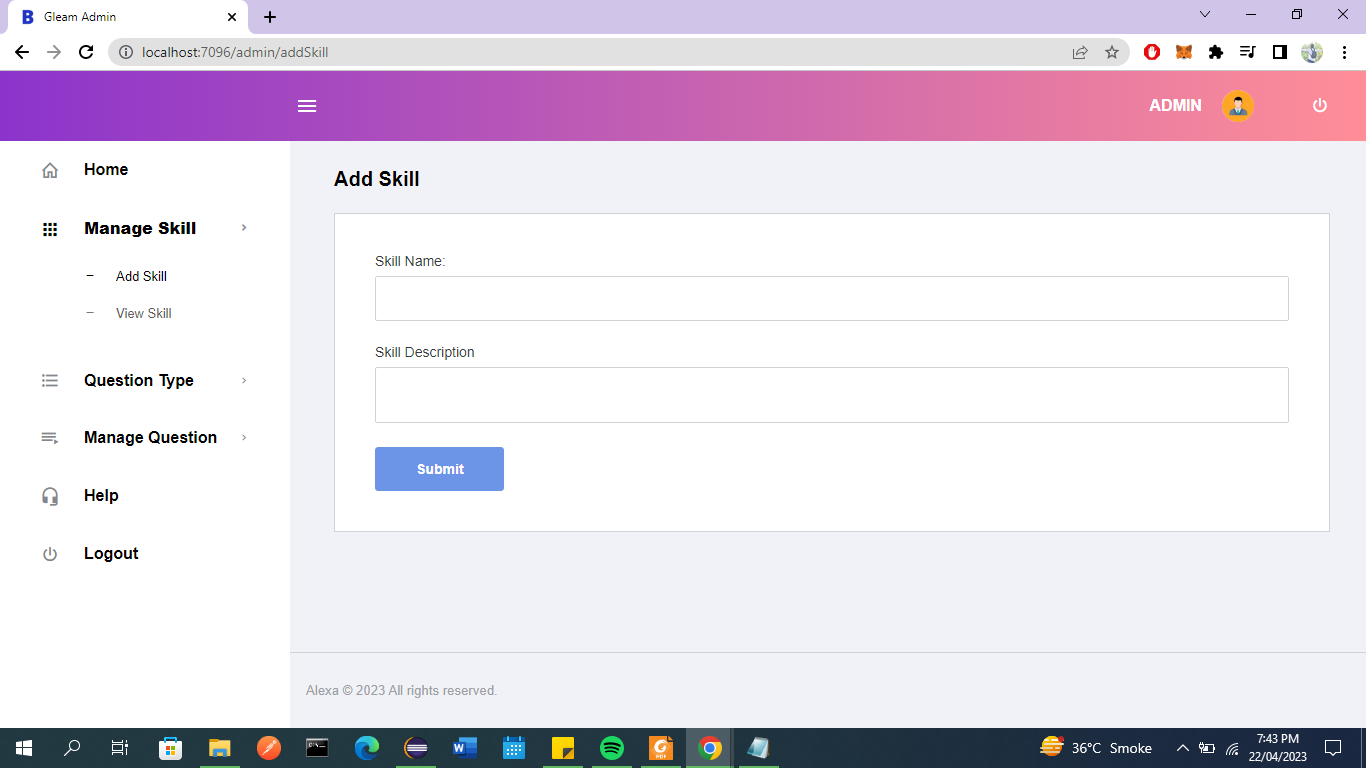 Gleam Admin
localhost:7096/admin/addSkill
ADMIN
Home
Manage Skill
Add Skill
View Skill
Question Type
Manage Question
Help
Logout
Add Skill
Skill Name:
Skill Description
Submit
Alexa © 2023 All rights reserved.
36°C Smoke
7:43 PM
22/04/2023